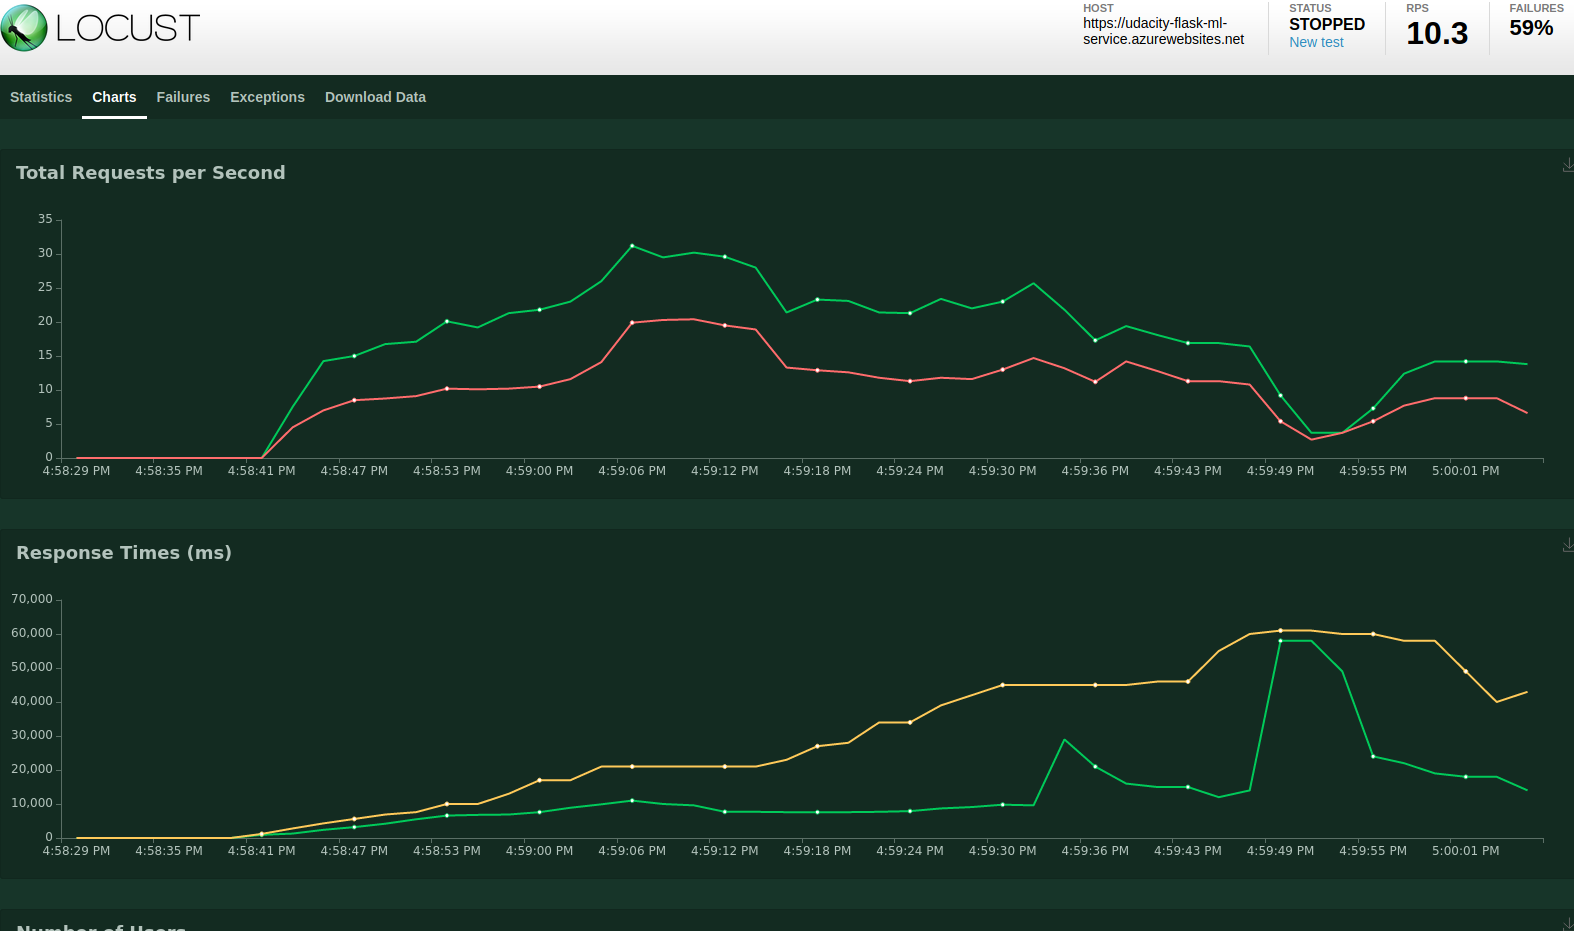 LOCUST
HOST
https://udacity-flask-ml-
service.azurewebsites.net
STATUS
STOPPED
New test
RPS
10.3
FAILURES
59%
Statistics Charts Failures Exceptions Download Data
Total Requests per Second
35
30
25
20
15
10
5
0
4:58:29 PM 4:58:35 PM 4:58:41 PM 4:58:47 PM 4:58:53 PM 4:59:00 PM 4:59:06 PM 4:59:12 PM 4:59:18 PM 4:59:24 PM 4:59:30 PM 4:59:36 PM 4:59:43 PM 4:59:49 PM 4:59:55 PM 5:00:01 PM
Response Times (ms)
70,000
60,000
50,000
40,000
30,000
20,000
10,000
0
4:58:29 PM 4:58:35 PM 4:58:41 PM 4:58:47 PM 4:58:53 PM 4:59:00 PM 4:59:06 PM 4:59:12 PM 4:59:18 PM 4:59:24 PM 4:59:30 PM 4:59:36 PM 4:59:43 PM 4:59:49 PM 4:59:55 PM 5:00:01 PM
Number of Users